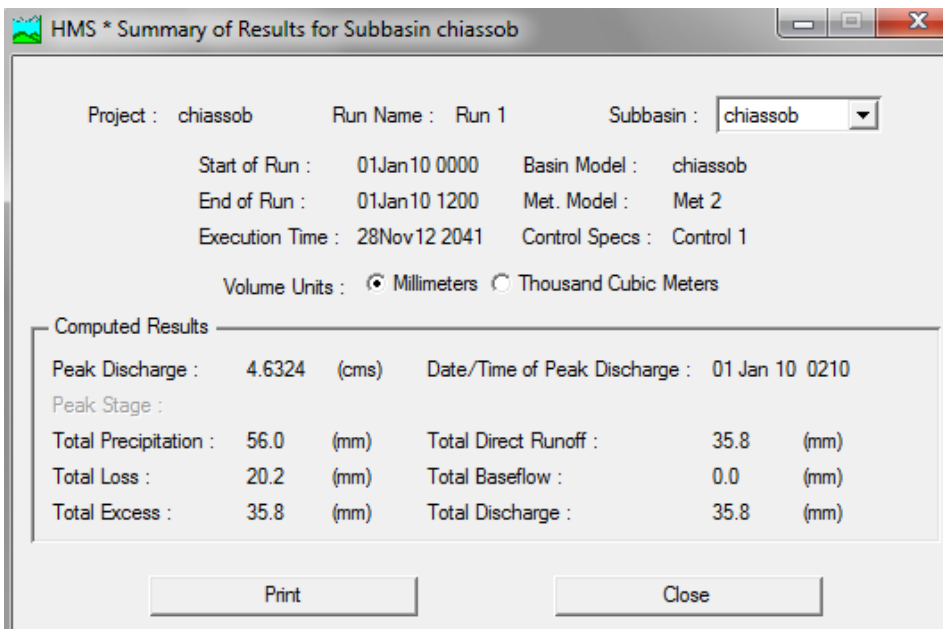 HMS * Summary of Results for Subbasin chiassob
Project : chiassob Run Name : Run 1 Subbasin : chiassob
Start of Run : 01Jan10 0000 Basin Model : chiassob
End of Run : 01Jan10 1200 Met. Model : Met 2
Execution Time : 28Nov12 2041 Control Specs : Control 1
Volume Units : Millimeters Thousand Cubic Meters
Computed Results
Peak Discharge : 4.6324 (cms) Date/Time of Peak Discharge : 01 Jan 10 0210
Peak Stage :
Total Precipitation : 56.0 (mm) Total Direct Runoff : 35.8 (mm)
Total Loss : 20.2 (mm) Total Baseflow : 0.0 (mm)
Total Excess : 35.8 (mm) Total Discharge : 35.8 (mm)
Print Close